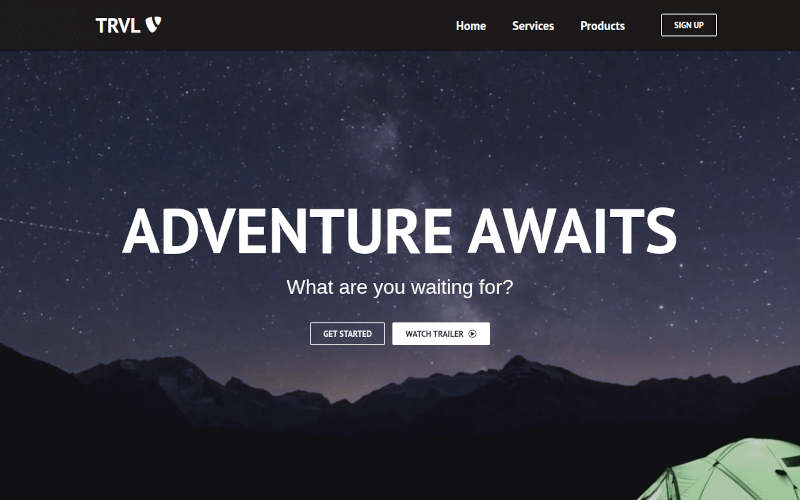 TRVL
Home Services Products SIGN UP
ADVENTURE AWAITS
What are you waiting for?
GET STARTED WATCH TRAILER